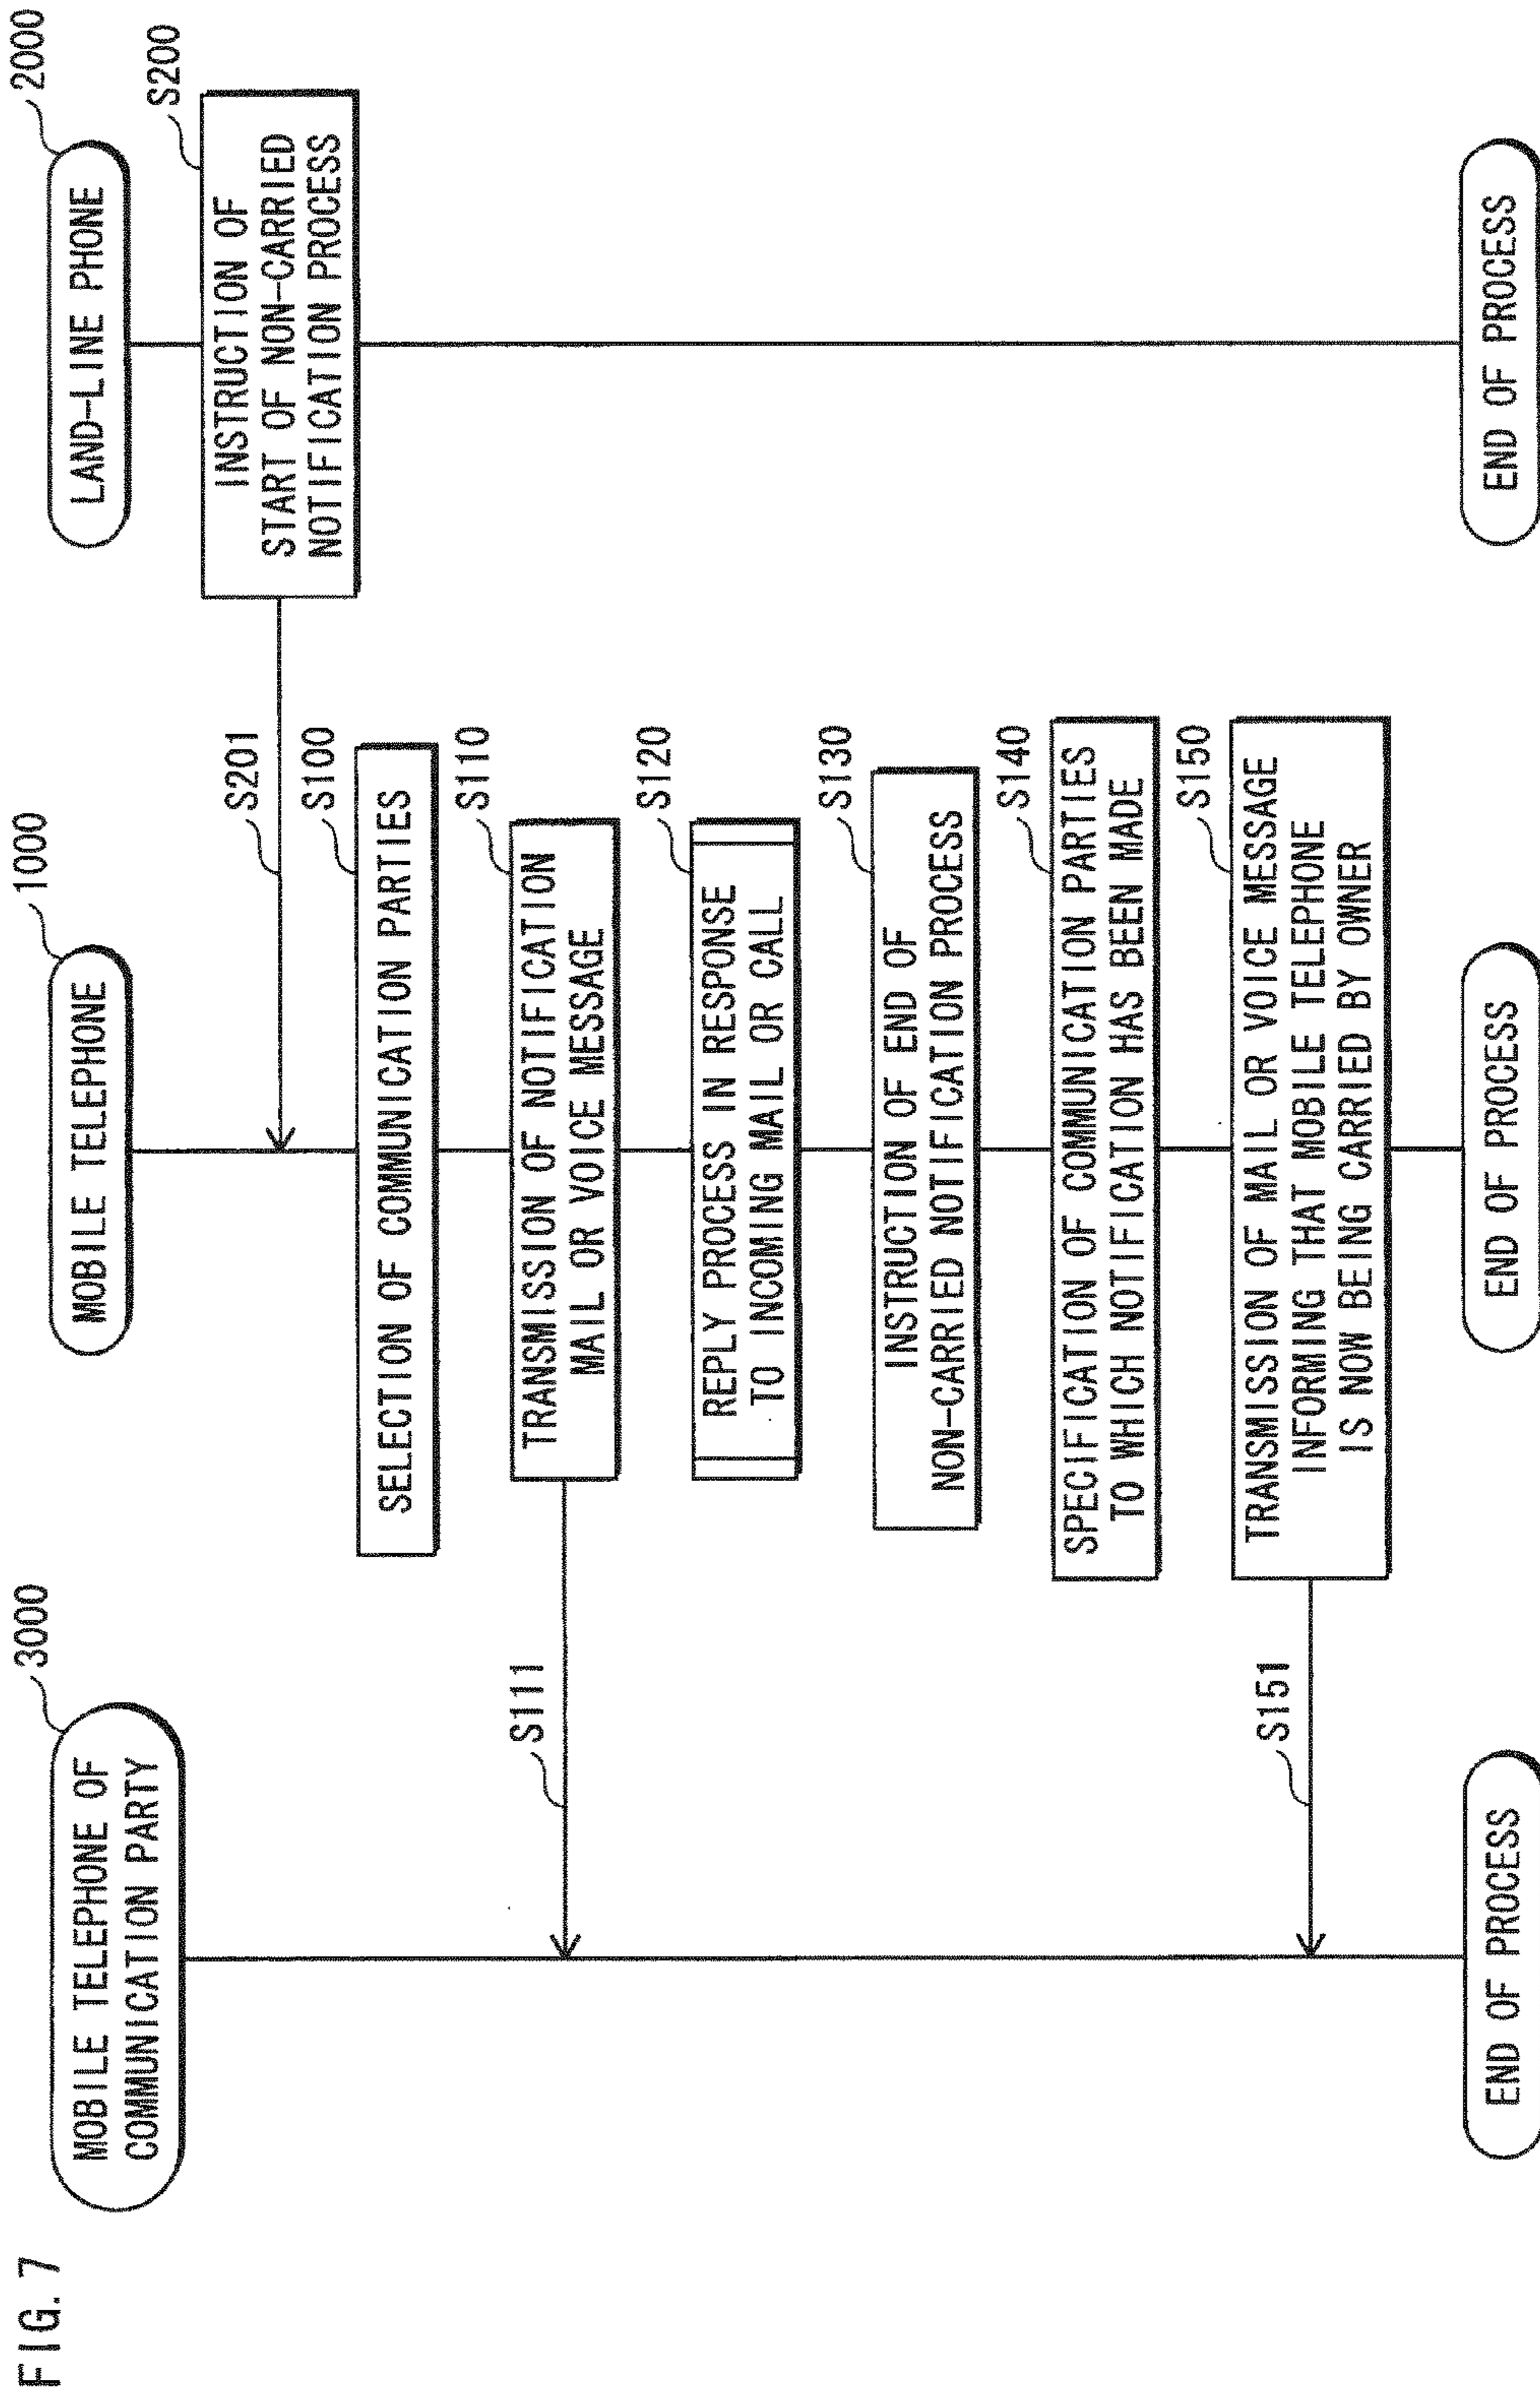 FIG. 7
3000
MOBILE TELEPHONE OF
COMMUNICATION PARTY
1000
MOBILE TELEPHONE
2000
LAND-LINE PHONE
S200
INSTRUCTION OF
START OF NON-CARRIED
NOTIFICATION PROCESS
S201
S100
SELECTION OF COMMUNICATION PARTIES
S110
TRANSMISSION OF NOTIFICATION
MAIL OR VOICE MESSAGE
S111
S120
REPLY PROCESS IN RESPONSE
TO INCOMING MAIL OR CALL
S130
INSTRUCTION OF END OF
NON-CARRIED NOTIFICATION PROCESS
S140
SPECIFICATION OF COMMUNICATION PARTIES
TO WHICH NOTIFICATION HAS BEEN MADE
S150
TRANSMISSION OF MAIL OR VOICE MESSAGE
INFORMING THAT MOBILE TELEPHONE
IS NOW BEING CARRIED BY OWNER
S151
END OF PROCESS
END OF PROCESS
END OF PROCESS